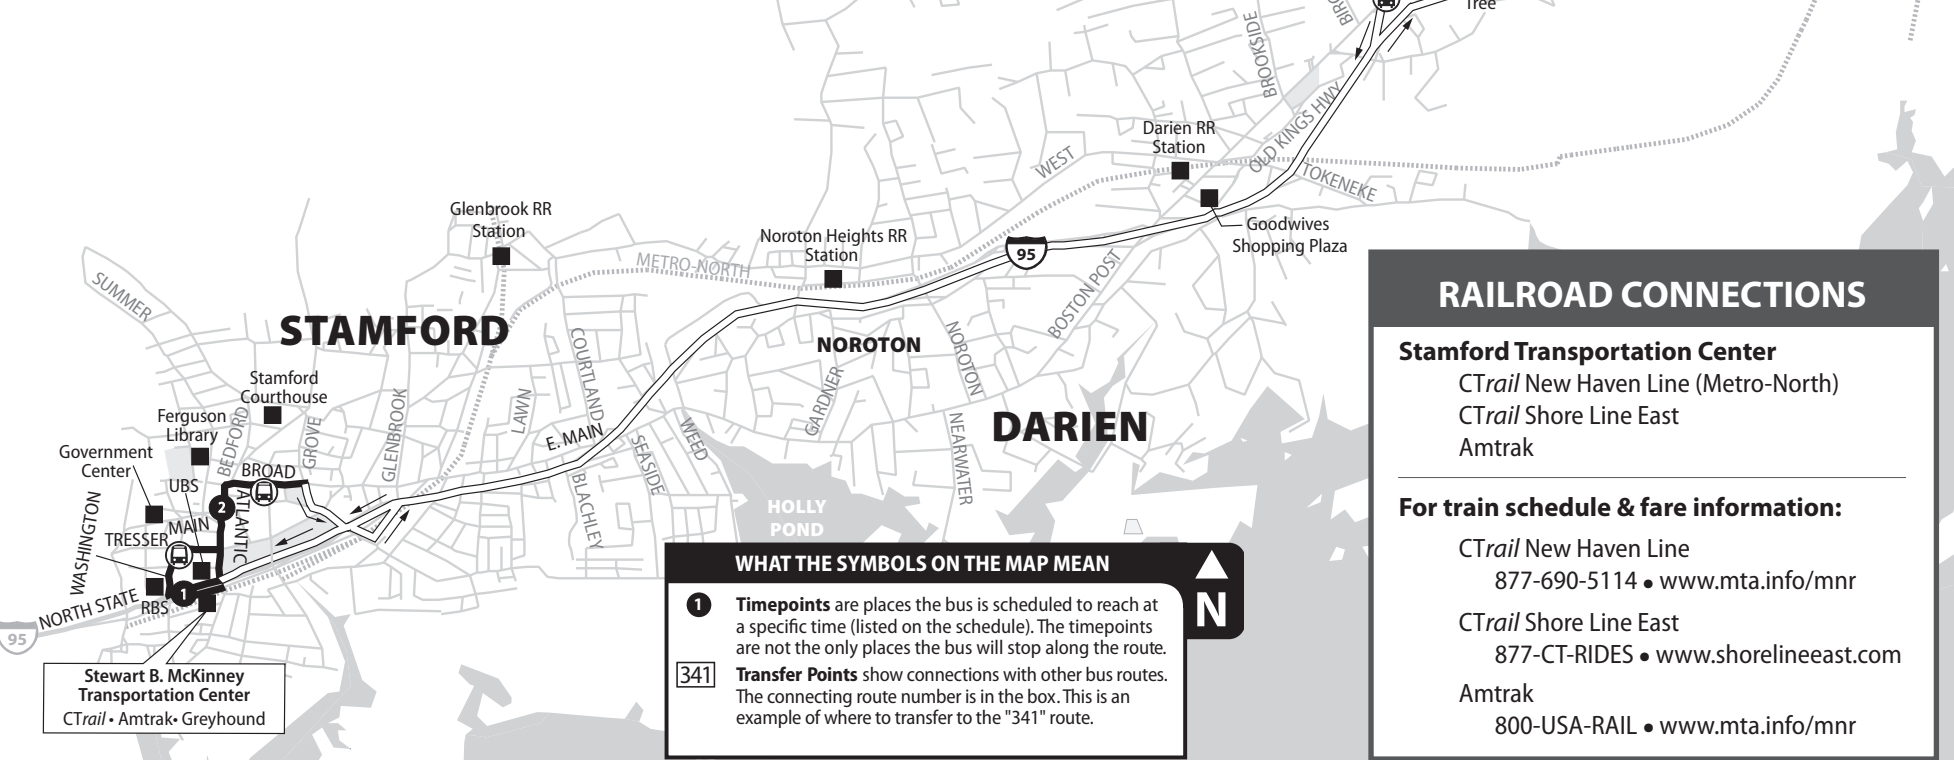 Tree
BROOKSIDE
OLD KINGS HWY
Darien RR
Station
WEST
TOKENEKE
Glenbrook RR
Station
Goodwives
Shopping Plaza
Noroton Heights RR
Station
95
METRO-NORTH
SUMMER
BOSTON POST
STAMFORD
COURTLAND
NOROTON
NOROTON
Stamford
Courthouse
GARDNER
LAWN
GLENBROOK
Ferguson
Library
BEDFORD
GROVE
DARIEN
E. MAIN
WEED
SEASIDE
NEARWATER
Government
Center
BROAD
UBS
ATLANTIC
2
BLACHLEY
HOLLY
POND
WASHINGTON
MAIN
TRESSER
1
NORTH STATE
RBS
95
Stewart B. McKinney
Transportation Center
CTrail • Amtrak• Greyhound
WHAT THE SYMBOLS ON THE MAP MEAN
1
Timepoints are places the bus is scheduled to reach at
a specific time (listed on the schedule). The timepoints
are not the only places the bus will stop along the route.
341
Transfer Points show connections with other bus routes.
The connecting route number is in the box. This is an
example of where to transfer to the "341" route.
N
RAILROAD CONNECTIONS
Stamford Transportation Center
CTrail New Haven Line (Metro-North)
CTrail Shore Line East
Amtrak
For train schedule & fare information:
CTrail New Haven Line
877-690-5114 • www.mta.info/mnr
CTrail Shore Line East
877-CT-RIDES • www.shorelineeast.com
Amtrak
800-USA-RAIL • www.mta.info/mnr